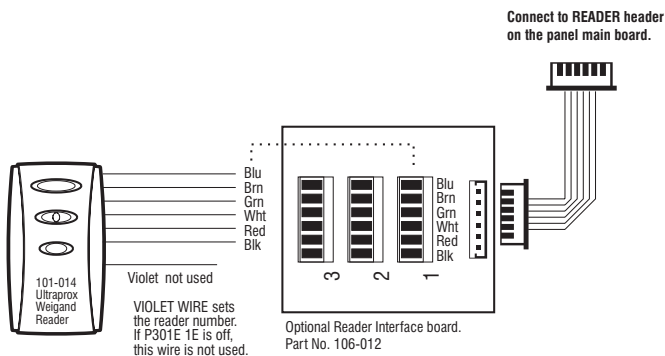 Connect to READER header
on the panel main board.
Blu
Brn
Grn
Wht
Red
Blk
Blu
Brn
Grn
Wht
Red
Blk
3
2
1
Violet not used
101-014
Ultraprox
Weigand
Reader
VIOLET WIRE sets
the reader number.
If P301E 1E is off,
this wire is not used.
Optional Reader Interface board.
Part No. 106-012